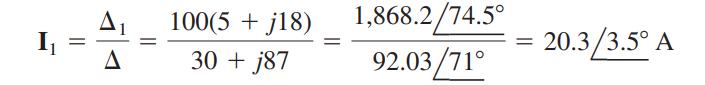 I₁ = Δ₁/Δ = 100(5 + j18)/(30 + j87) = 1,868.2/74.5°/92.03/71° = 20.3/3.5° A